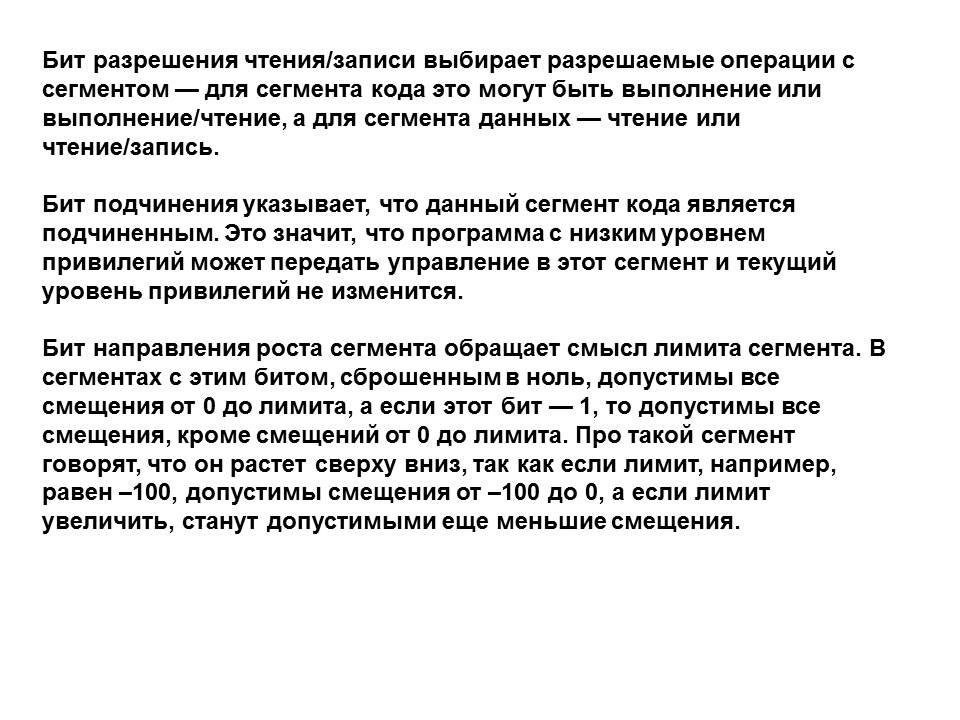 Бит разрешения чтения/записи выбирает разрешаемые операции с
сегментом — для сегмента кода это могут быть выполнение или
выполнение/чтение, а для сегмента данных — чтение или
чтение/запись.
Бит подчинения указывает, что данный сегмент кода является
подчиненным. Это значит, что программа с низким уровнем
привилегий может передать управление в этот сегмент и текущий
уровень привилегий не изменится.
Бит направления роста сегмента обращает смысл лимита сегмента. В
сегментах с этим битом, сброшенным в ноль, допустимы все
смещения от 0 до лимита, а если этот бит — 1, то допустимы все
смещения, кроме смещений от 0 до лимита. Про такой сегмент
говорят, что он растет сверху вниз, так как если лимит, например,
равен –100, допустимы смещения от –100 до 0, а если лимит
увеличить, станут допустимыми еще меньшие смещения.